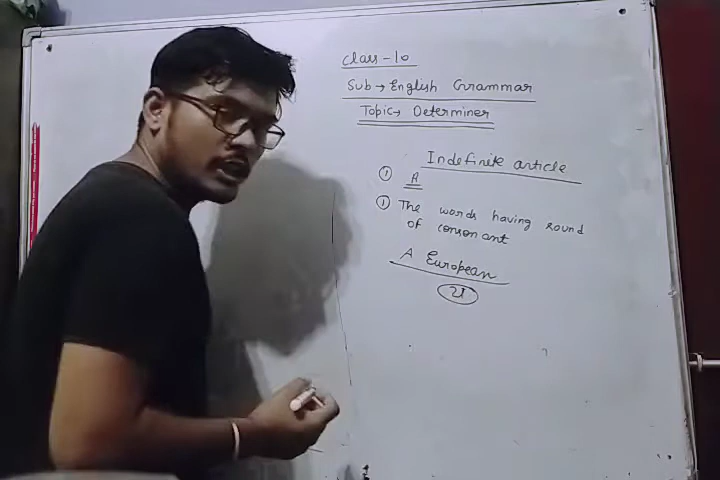 Class-10
Sub → English Grammar
Topic → Determiner
Indefinite article
① A
① The words having sound
of consonant
A European